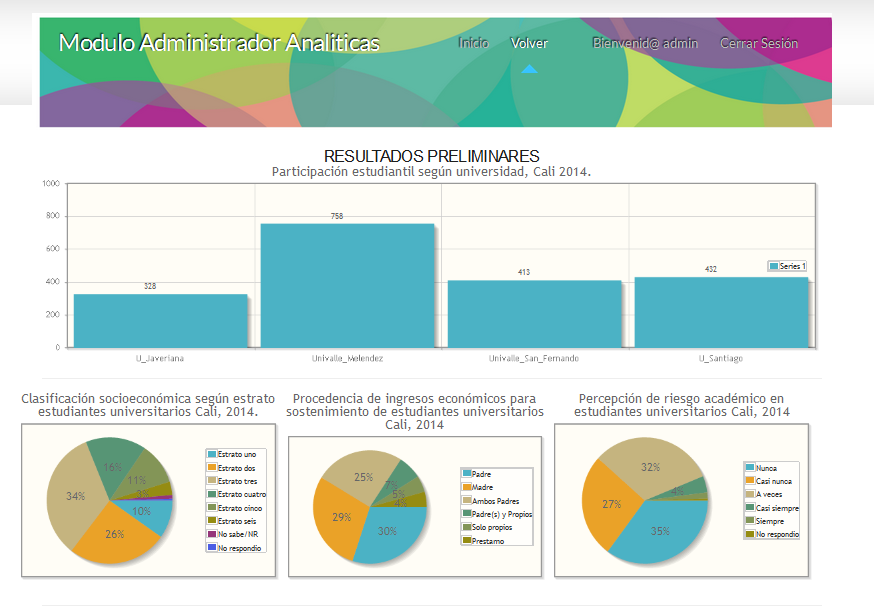 Modulo Administrador Analíticas
Inicio
Volver
Bienvenid@ admin
Cerrar Sesión
RESULTADOS PRELIMINARES
Participación estudiantil según universidad, Cali 2014.
1000
800
600
400
200
0
328
758
413
432
Series 1
U_Javeriana
Univalle_Melendez
Univalle_San_Fernando
U_Santiago
Clasificación socioeconómica según estrato
estudiantes universitarios Cali, 2014.
16%
11%
34%
10%
26%
Estrato uno
Estrato dos
Estrato tres
Estrato cuatro
Estrato cinco
Estrato seis
No sabe/NR
No respondio
Procedencia de ingresos económicos para
sostenimiento de estudiantes universitarios
Cali, 2014
25%
7%
5%
4%
29%
30%
Padre
Madre
Ambos Padres
Padre(s) y Propios
Solo propios
Prestamo
Percepción de riesgo académico en
estudiantes universitarios Cali, 2014
32%
4%
27%
35%
Nunca
Casi nunca
A veces
Casi siempre
Siempre
No respondio